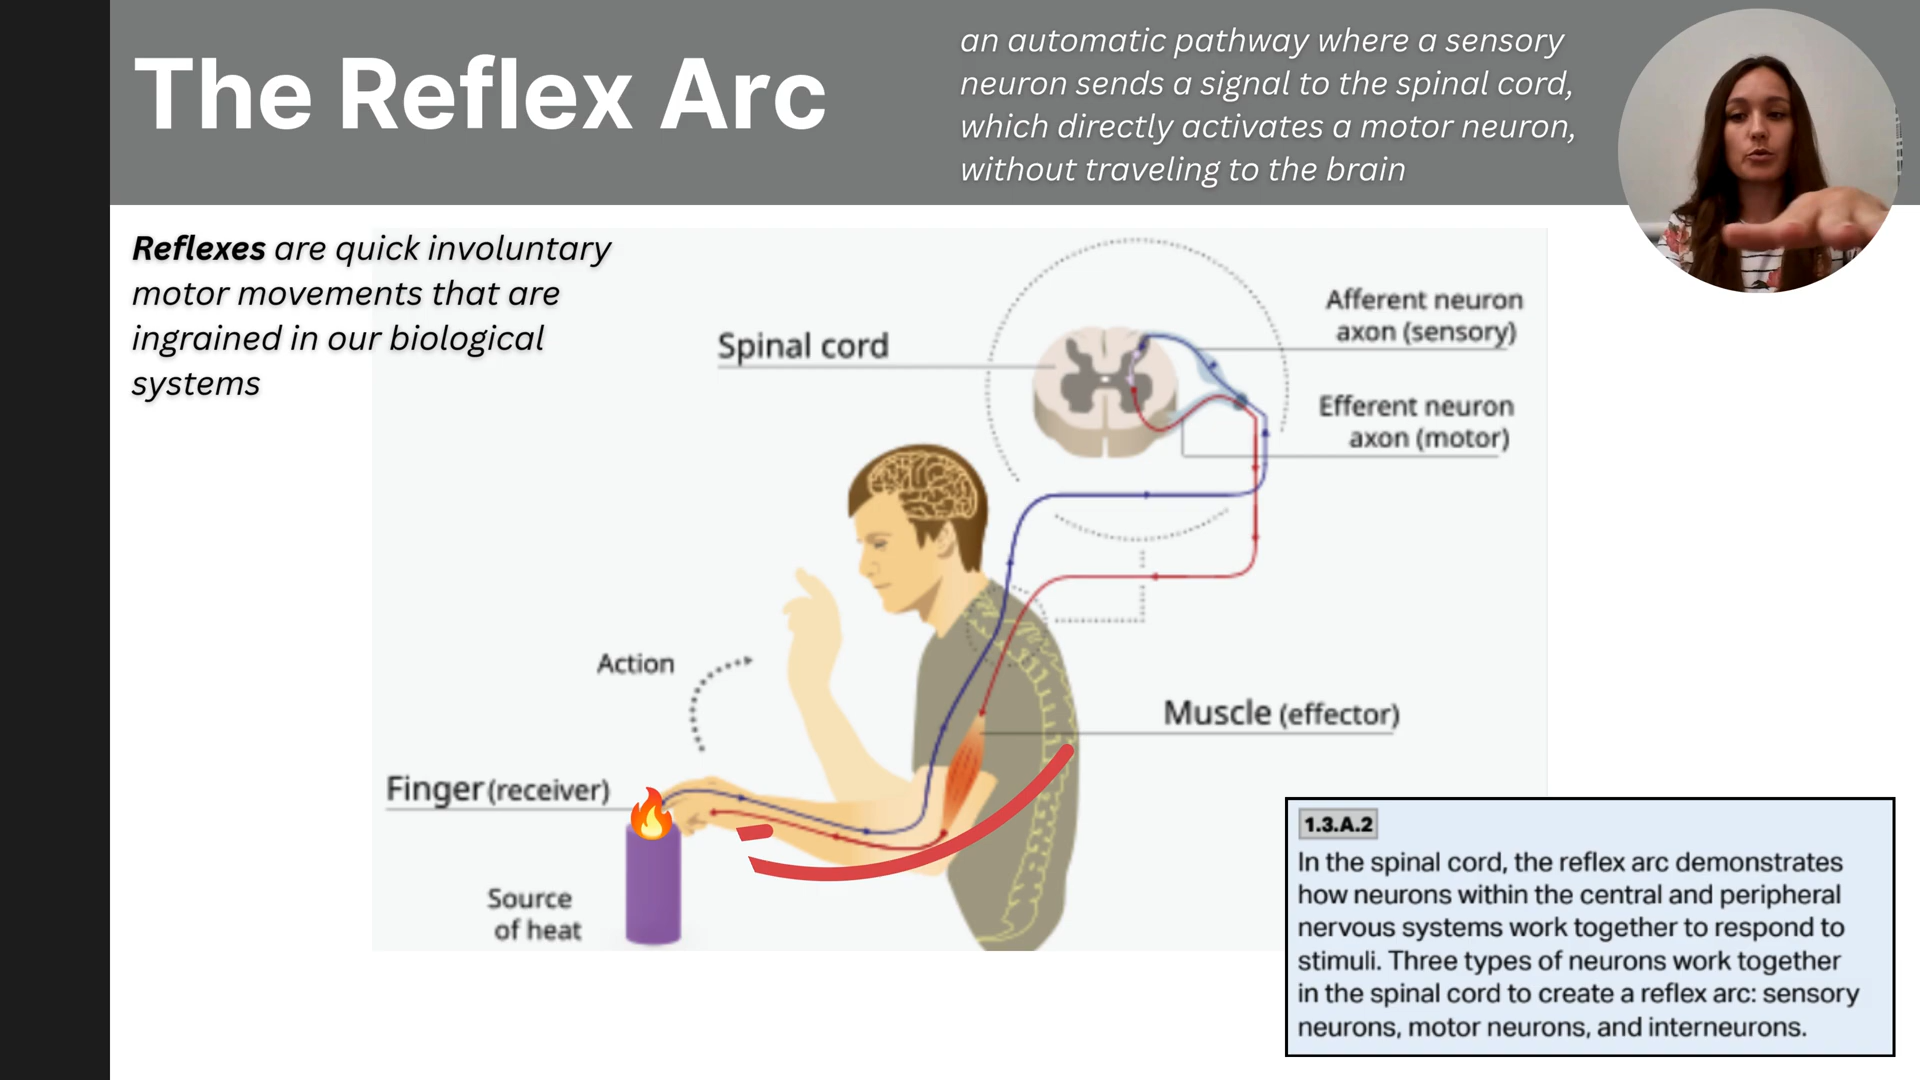 The Reflex Arc
an automatic pathway where a sensory
neuron sends a signal to the spinal cord,
which directly activates a motor neuron,
without traveling to the brain
Reflexes are quick involuntary
motor movements that are
ingrained in our biological
systems
Spinal cord
Afferent neuron
axon (sensory)
Efferent neuron
axon (motor)
Action
Muscle (effector)
Finger (receiver)
Source
of heat
1.3.A.2
In the spinal cord, the reflex arc demonstrates
how neurons within the central and peripheral
nervous systems work together to respond to
stimuli. Three types of neurons work together
in the spinal cord to create a reflex arc: sensory
neurons, motor neurons, and interneurons.